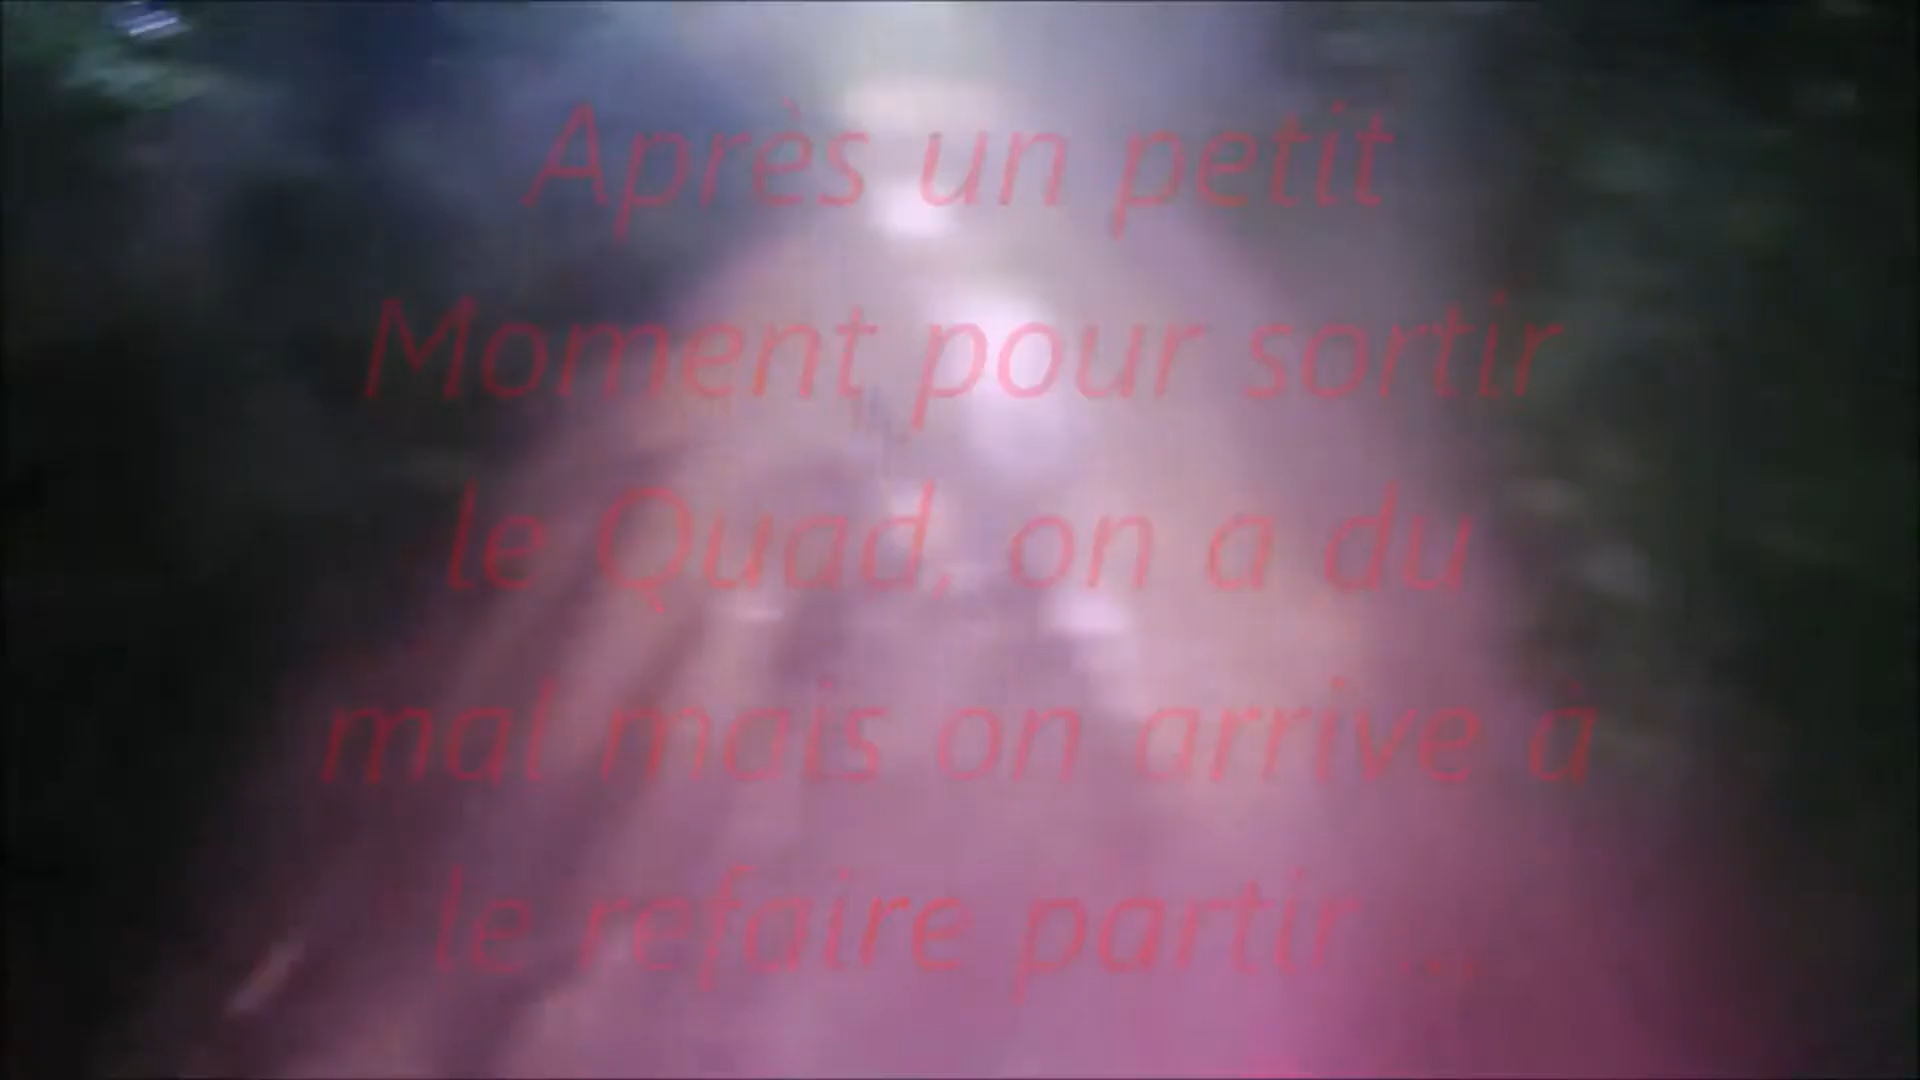 Après un petit
Moment pour sortir
le Quad, on a du
mal mais on arrive à
le refaire partir ...